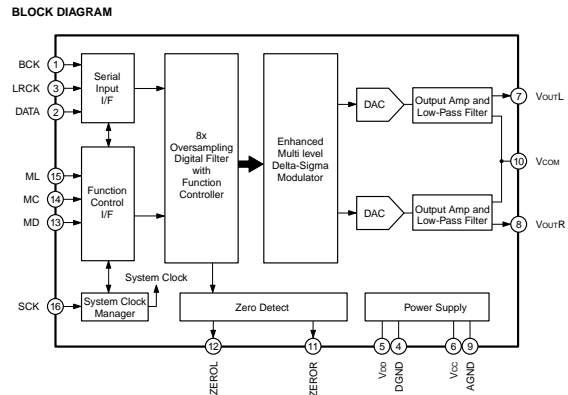 BLOCK DIAGRAM
BCK 1
LRCK 3
DATA 2
Serial
Input
I/F
8x
Oversampling
Digital Filter
with
Function
Controller
Enhanced
Multi level
Delta-Sigma
Modulator
DAC
Output Amp and
Low-Pass Filter
7 VOUTL
10 VCOM
ML 15
MC 14
MD 13
Function
Control
I/F
DAC
Output Amp and
Low-Pass Filter
8 VOUTR
System Clock
SCK 16
System Clock
Manager
Zero Detect
Power Supply
12
11
5
4
6
9
ZEROL
ZEROR
VDD
DGND
VCC
AGND